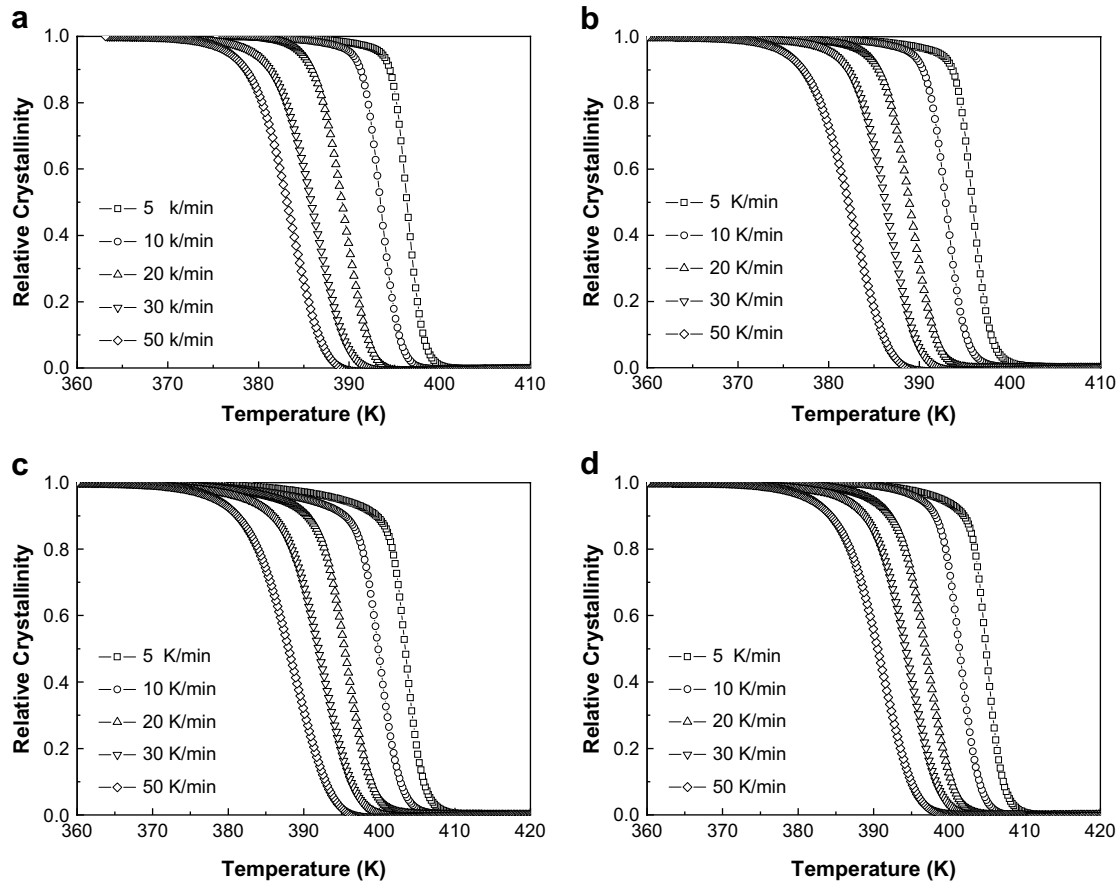 a
1.0
0.8
0.6
0.4
0.2
0.0
Relative Crystallinity
5 k/min
10 k/min
20 k/min
30 k/min
50 k/min
360 370 380 390 400 410
Temperature (K)
b
1.0
0.8
0.6
0.4
0.2
0.0
Relative Crystallinity
5 K/min
10 K/min
20 K/min
30 K/min
50 K/min
360 370 380 390 400 410
Temperature (K)
c
1.0
0.8
0.6
0.4
0.2
0.0
Relative Crystallinity
5 K/min
10 K/min
20 K/min
30 K/min
50 K/min
360 370 380 390 400 410 420
Temperature (K)
d
1.0
0.8
0.6
0.4
0.2
0.0
Relative Crystallinity
5 K/min
10 K/min
20 K/min
30 K/min
50 K/min
360 370 380 390 400 410 420
Temperature (K)